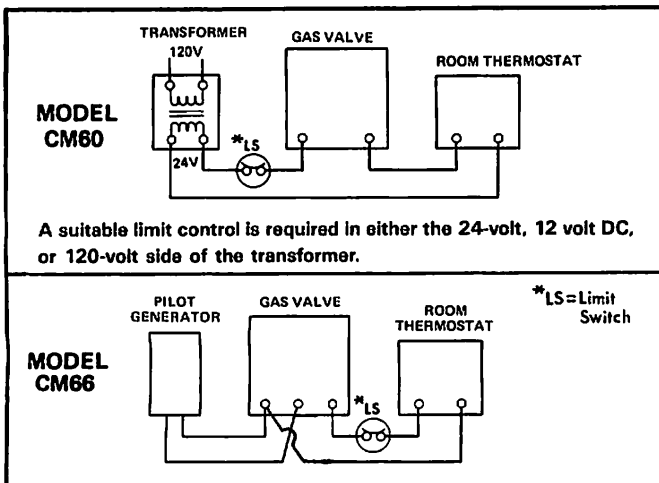 TRANSFORMER
120V
GAS VALVE
ROOM THERMOSTAT
MODEL
CM60
24V
*LS
A suitable limit control is required in either the 24-volt, 12 volt DC,
or 120-volt side of the transformer.
PILOT
GENERATOR
GAS VALVE
ROOM
THERMOSTAT
*LS=Limit
Switch
MODEL
CM66
*LS